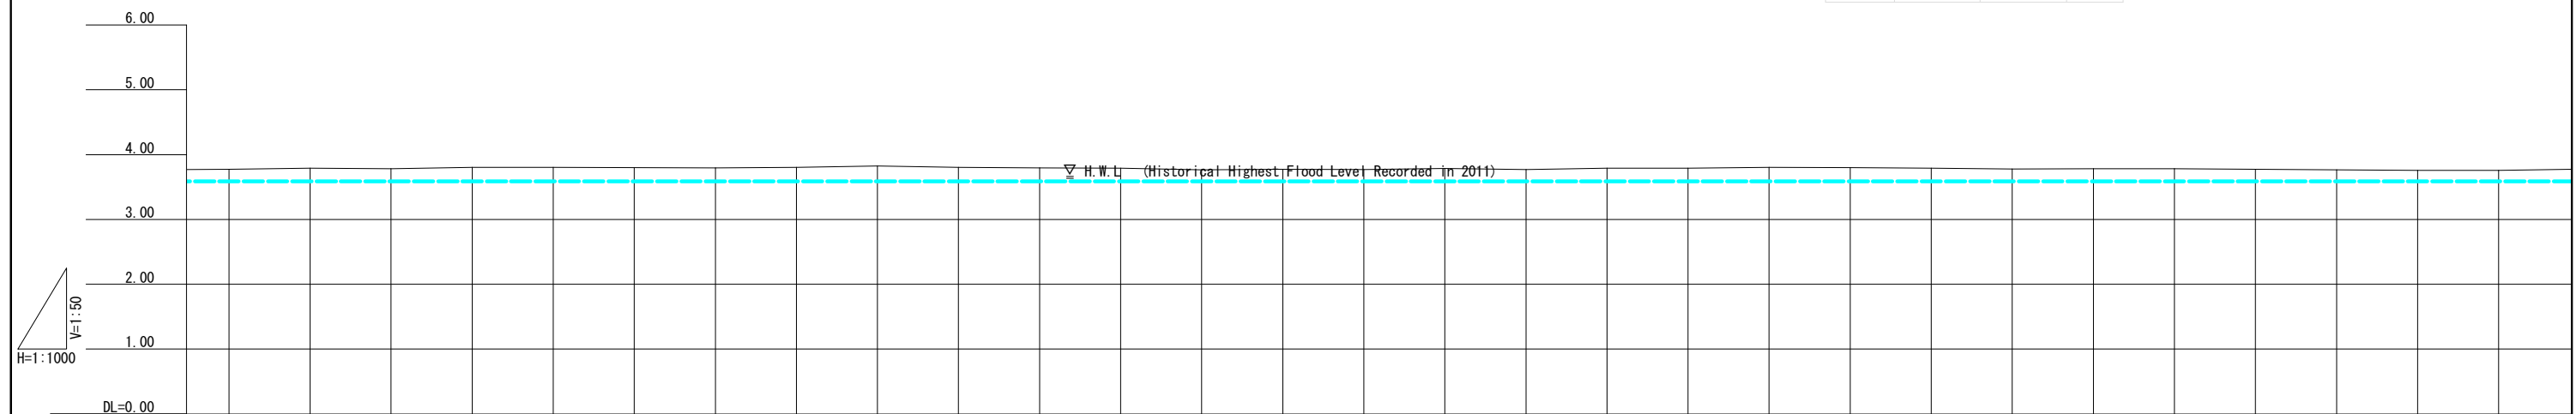 6.00
5.00
4.00
H.W.L (Historical Highest Flood Level Recorded in 2011)
3.00
2.00
V=1:50
1.00
H=1:1000
DL=0.00